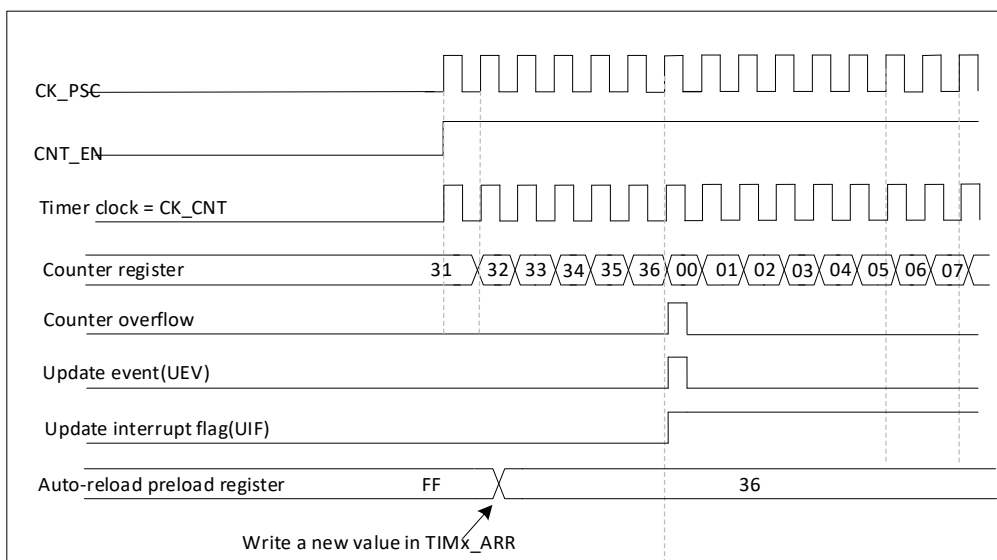 CK_PSC
CNT_EN
Timer clock = CK_CNT
Counter register 31 32 33 34 35 36 00 01 02 03 04 05 06 07
Counter overflow
Update event(UEV)
Update interrupt flag(UIF)
Auto-reload preload register FF 36
Write a new value in TIMx_ARR